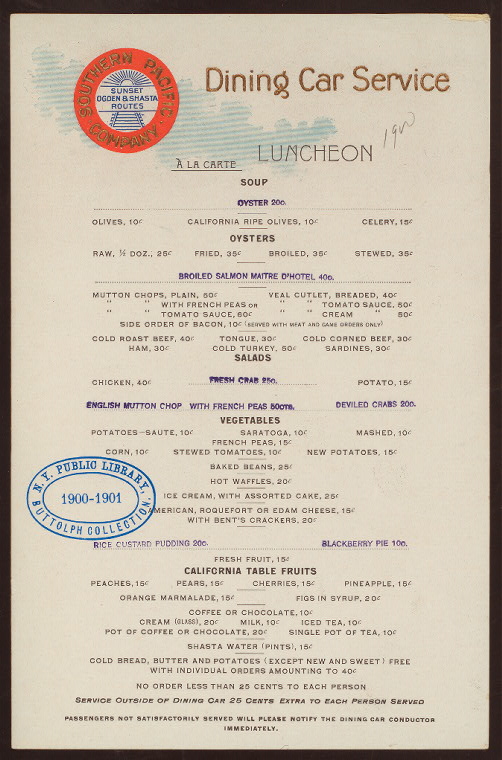 SOUTHERN PACIFIC COMPANY
SUNSET
OGDEN & SHASTA
ROUTES
Dining Car Service
1900
LUNCHEON
À LA CARTE
SOUP
OYSTER 20c.
OLIVES, 10¢ CALIFORNIA RIPE OLIVES, 10¢ CELERY, 15¢
OYSTERS
RAW, ½ DOZ., 25¢ FRIED, 35¢ BROILED, 35¢ STEWED, 35¢
BROILED SALMON MAITRE D'HOTEL 40c.
MUTTON CHOPS, PLAIN, 50¢ VEAL CUTLET, BREADED, 40¢
" " WITH FRENCH PEAS OR " " TOMATO SAUCE, 50¢
" " TOMATO SAUCE, 60¢ " " CREAM " 50¢
SIDE ORDER OF BACON, 10¢ (SERVED WITH MEAT AND GAME ORDERS ONLY)
COLD ROAST BEEF, 40¢ TONGUE, 30¢ COLD CORNED BEEF, 30¢
HAM, 30¢ COLD TURKEY, 50¢ SARDINES, 30¢
SALADS
CHICKEN, 40¢ FRESH CRAB 25c. POTATO, 15¢
ENGLISH MUTTON CHOP WITH FRENCH PEAS 50CTS. DEVILED CRABS 20c.
VEGETABLES
POTATOES—SAUTE, 10¢ SARATOGA, 10¢ MASHED, 10¢
FRENCH PEAS, 15¢
CORN, 10¢ STEWED TOMATOES, 10¢ NEW POTATOES, 15¢
BAKED BEANS, 25¢
HOT WAFFLES, 20¢
ICE CREAM, WITH ASSORTED CAKE, 25¢
AMERICAN, ROQUEFORT OR EDAM CHEESE, 15¢
WITH BENT'S CRACKERS, 20¢
N.Y. PUBLIC LIBRARY,
1900-1901
BUTTOLPH COLLECTION.
RICE CUSTARD PUDDING 20c. BLACKBERRY PIE 10c.
FRESH FRUIT, 15¢
CALIFORNIA TABLE FRUITS
PEACHES, 15¢ PEARS, 15¢ CHERRIES, 15¢ PINEAPPLE, 15¢
ORANGE MARMALADE, 15¢ FIGS IN SYRUP, 20¢
COFFEE OR CHOCOLATE, 10¢
CREAM (GLASS), 20¢ MILK, 10¢ ICED TEA, 10¢
POT OF COFFEE OR CHOCOLATE, 20¢ SINGLE POT OF TEA, 10¢
SHASTA WATER (PINTS), 15¢
COLD BREAD, BUTTER AND POTATOES (EXCEPT NEW AND SWEET) FREE
WITH INDIVIDUAL ORDERS AMOUNTING TO 40¢
NO ORDER LESS THAN 25 CENTS TO EACH PERSON
SERVICE OUTSIDE OF DINING CAR 25 CENTS EXTRA TO EACH PERSON SERVED
PASSENGERS NOT SATISFACTORILY SERVED WILL PLEASE NOTIFY THE DINING CAR CONDUCTOR
IMMEDIATELY.